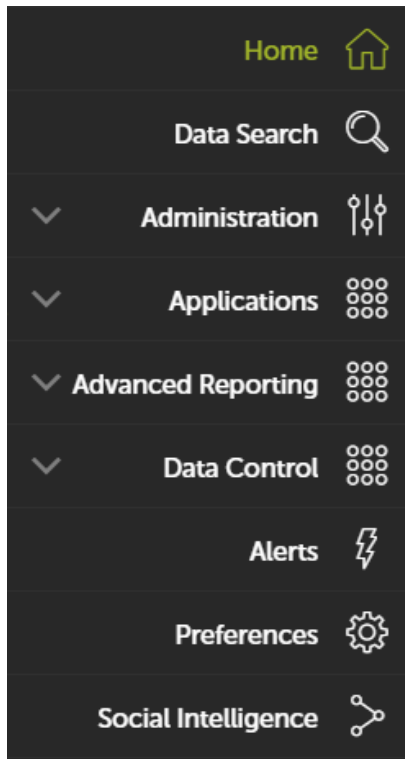 Home
Data Search
Administration
Applications
Advanced Reporting
Data Control
Alerts
Preferences
Social Intelligence